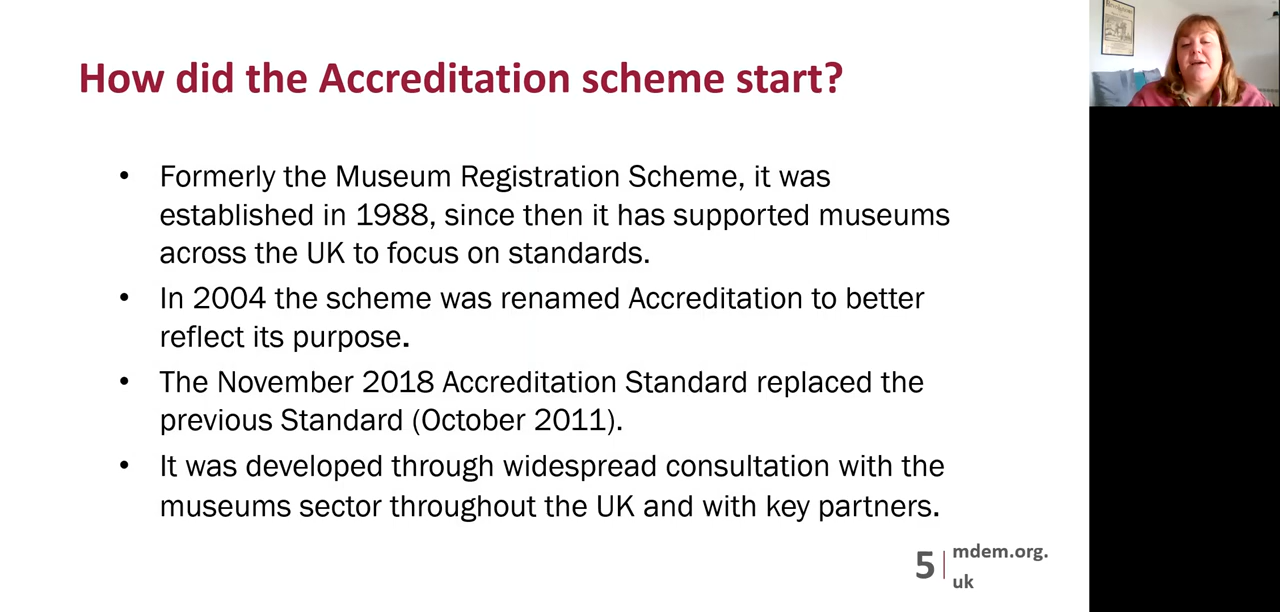 How did the Accreditation scheme start?
• Formerly the Museum Registration Scheme, it was
established in 1988, since then it has supported museums
across the UK to focus on standards.
• In 2004 the scheme was renamed Accreditation to better
reflect its purpose.
• The November 2018 Accreditation Standard replaced the
previous Standard (October 2011).
• It was developed through widespread consultation with the
museums sector throughout the UK and with key partners.
5
mdem.org.
uk